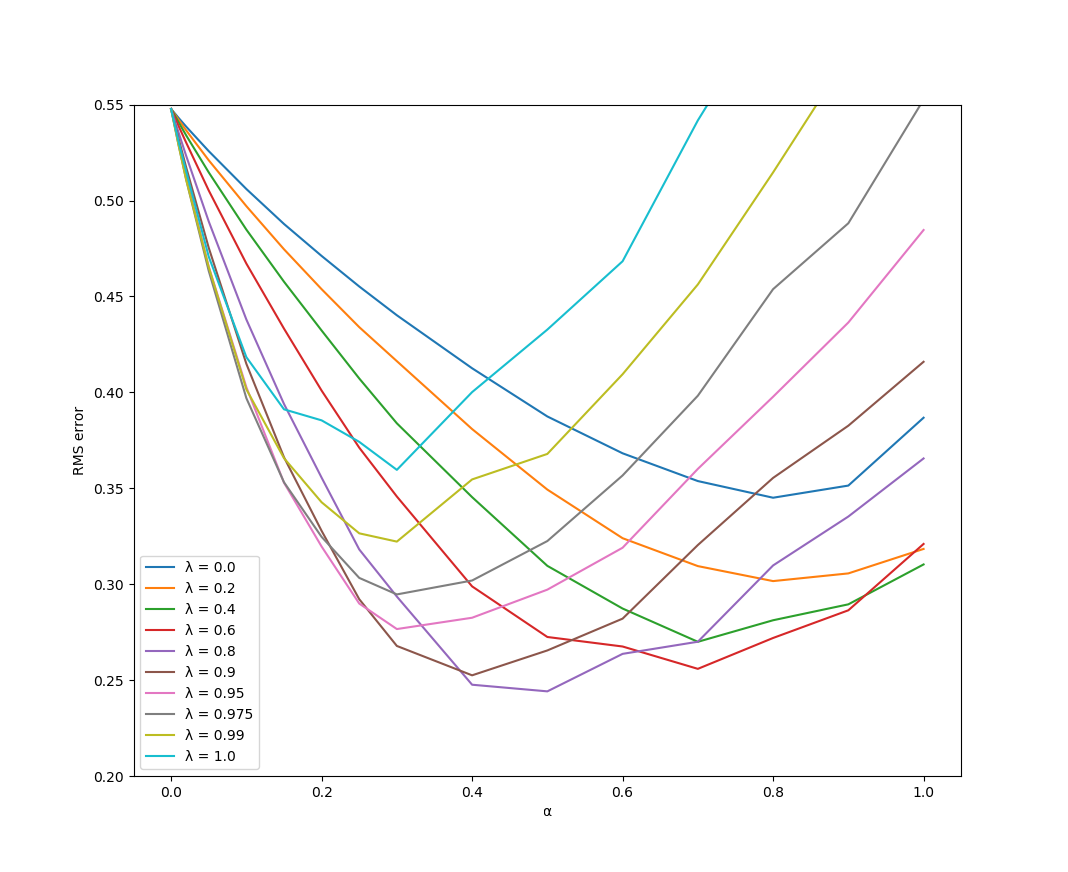 0.55
0.50
0.45
0.40
0.35
0.30
0.25
0.20
RMS error
λ = 0.0
λ = 0.2
λ = 0.4
λ = 0.6
λ = 0.8
λ = 0.9
λ = 0.95
λ = 0.975
λ = 0.99
λ = 1.0
0.0 0.2 0.4 0.6 0.8 1.0
α